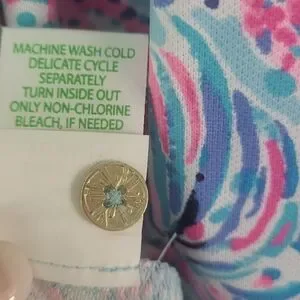 MACHINE WASH COLD
DELICATE CYCLE
SEPARATELY
TURN INSIDE OUT
ONLY NON-CHLORINE
BLEACH, IF NEEDED